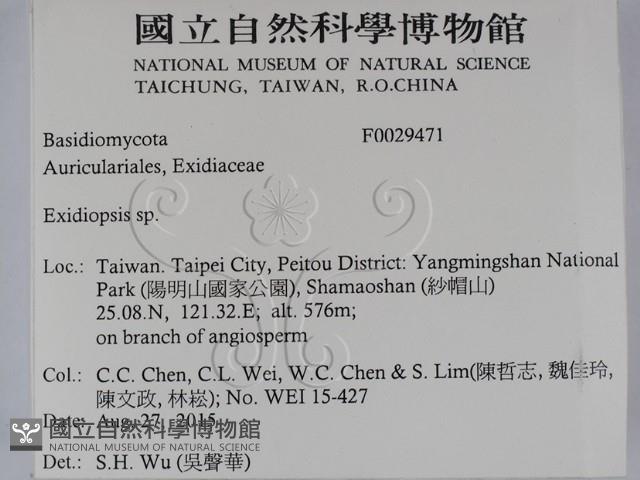 國立自然科學博物館
NATIONAL MUSEUM OF NATURAL SCIENCE
TAICHUNG, TAIWAN, R.O.CHINA
Basidiomycota F0029471
Auriculariales, Exidiaceae
Exidiopsis sp.
Loc.: Taiwan. Taipei City, Peitou District: Yangmingshan National
Park (陽明山國家公園), Shamaoshan (紗帽山)
25.08.N, 121.32.E; alt. 576m;
on branch of angiosperm
Col.: C.C. Chen, C.L. Wei, W.C. Chen & S. Lim(陳哲志, 魏佳玲,
陳文政, 林崧); No. WEI 15-427
Date: Aug. 27, 2015
國立自然科學博物館
NATIONAL MUSEUM OF NATURAL SCIENCE
Det.: S.H. Wu (吳聲華)